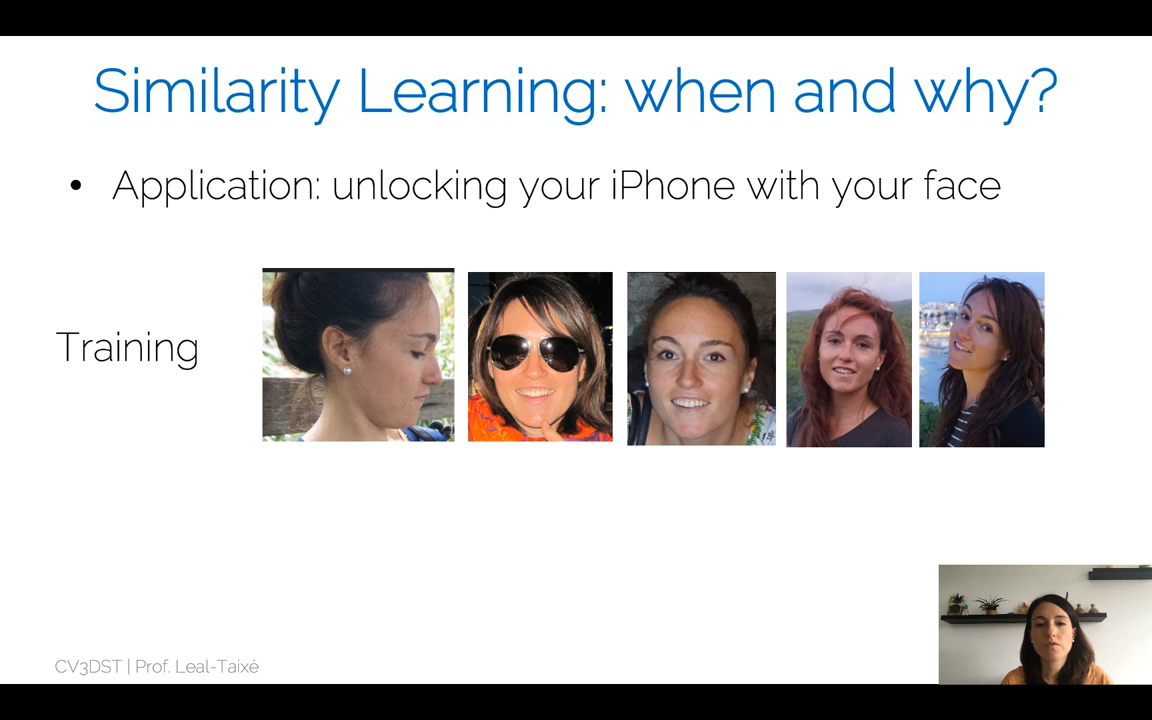 Similarity Learning: when and why?
• Application: unlocking your iPhone with your face
Training
CV3DST | Prof. Leal-Taixé